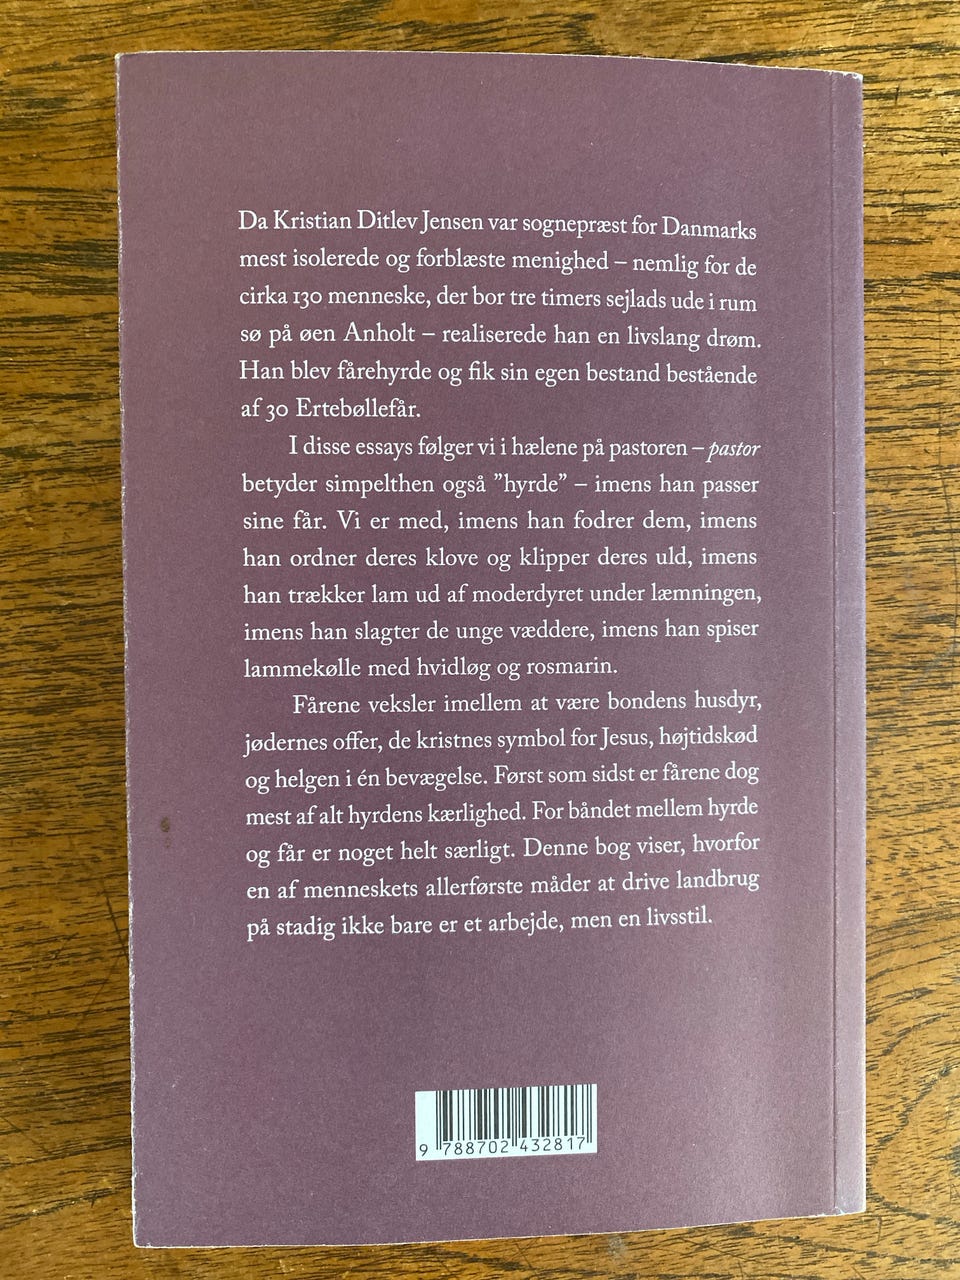 Da Kristian Ditlev Jensen var sognepræst for Danmarks
mest isolerede og forblæste menighed – nemlig for de
cirka 130 menneske, der bor tre timers sejlads ude i rum
sø på øen Anholt – realiserede han en livslang drøm.
Han blev fårehyrde og fik sin egen bestand bestående
af 30 Ertebøllefår.
I disse essays følger vi i hælene på pastoren – pastor
betyder simpelthen også ”hyrde” – imens han passer
sine får. Vi er med, imens han fodrer dem, imens
han ordner deres klove og klipper deres uld, imens
han trækker lam ud af moderdyret under læmningen,
imens han slagter de unge væddere, imens han spiser
lammekølle med hvidløg og rosmarin.
Fårene veksler imellem at være bondens husdyr,
jødernes offer, de kristnes symbol for Jesus, højtidskød
og helgen i én bevægelse. Først som sidst er fårene dog
mest af alt hyrdens kærlighed. For båndet mellem hyrde
og får er noget helt særligt. Denne bog viser, hvorfor
en af menneskets allerførste måder at drive landbrug
på stadig ikke bare er et arbejde, men en livsstil.
9 788702 432817